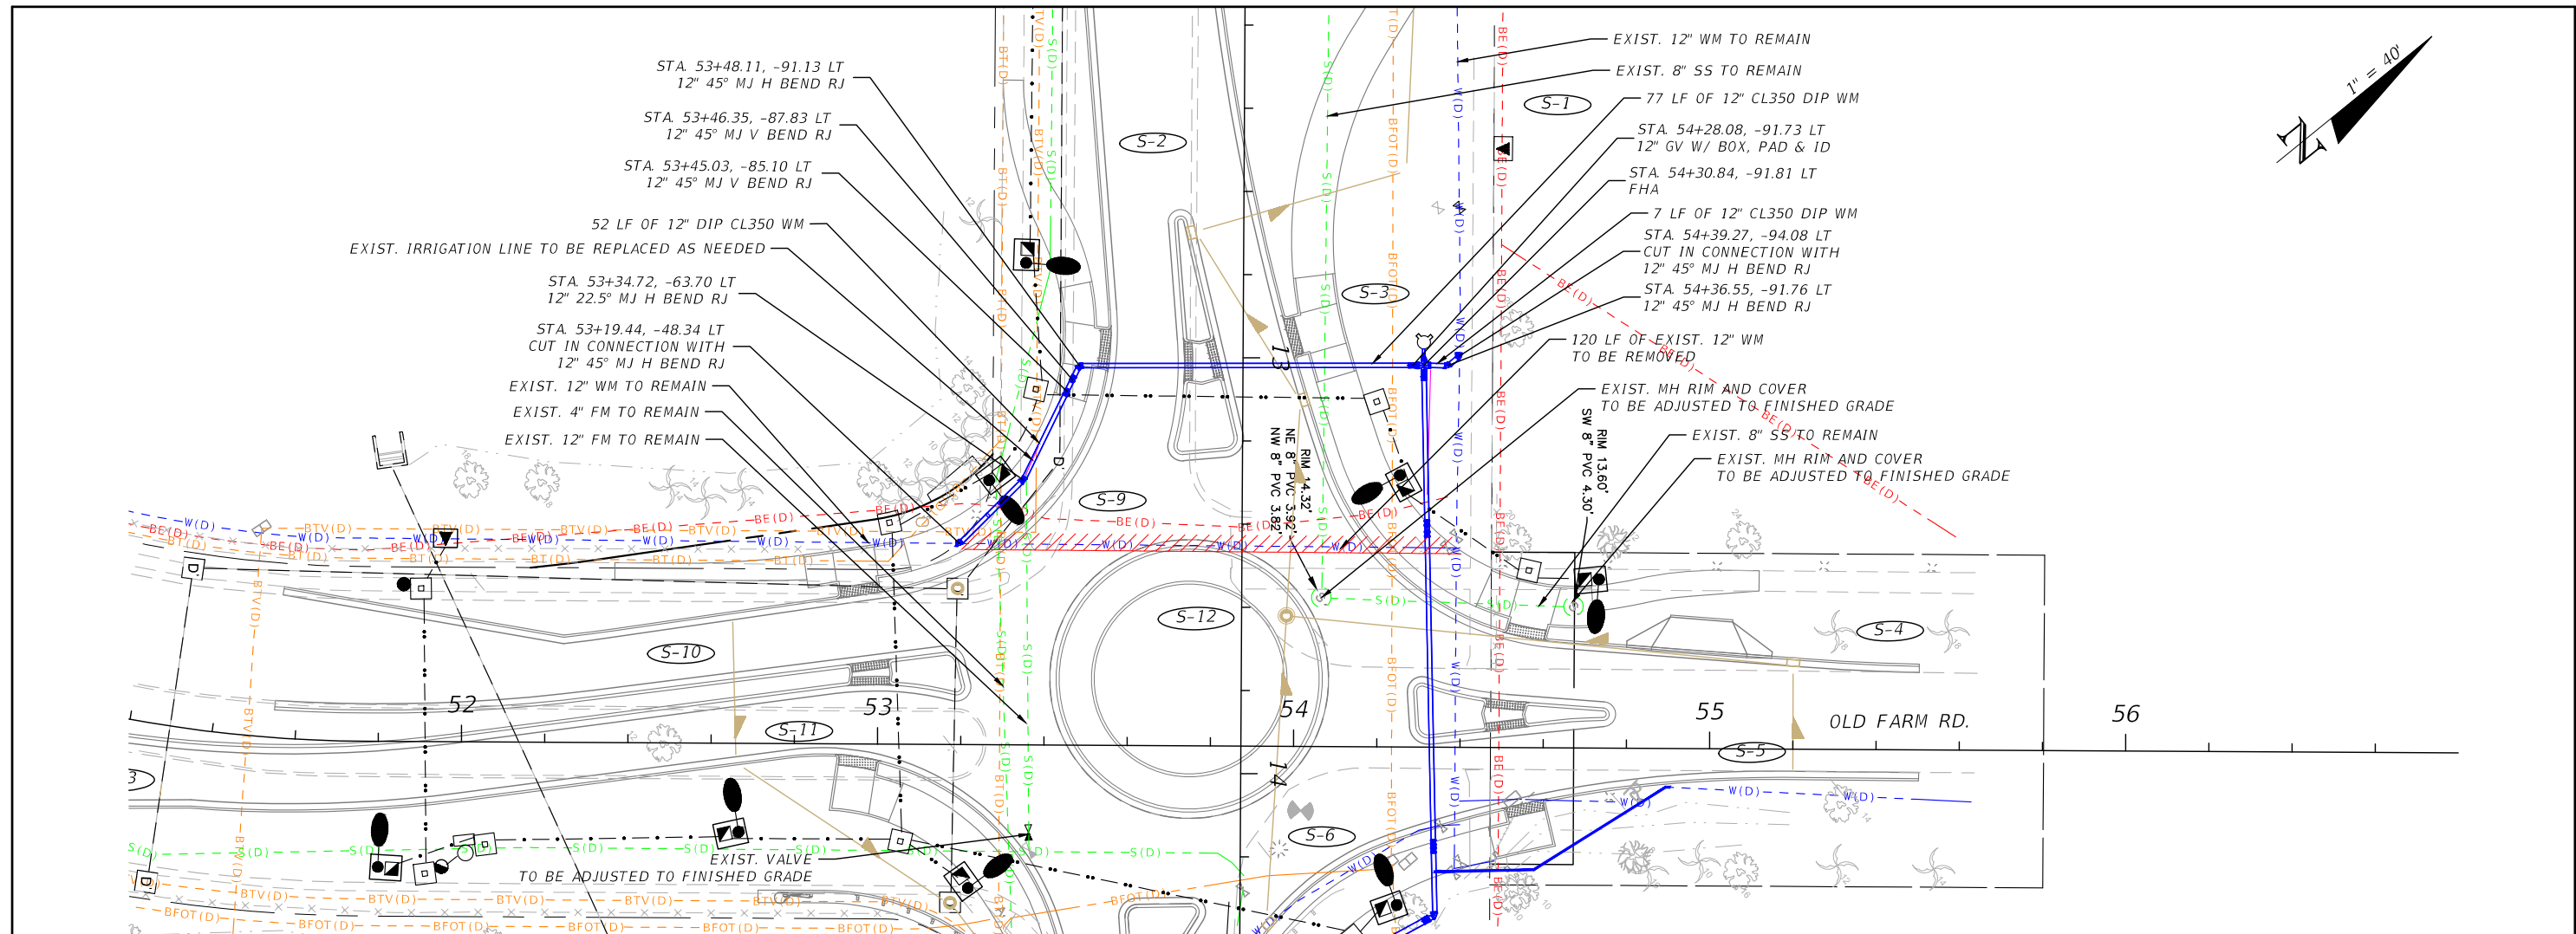 STA. 53+48.11, -91.13 LT
12" 45° MJ H BEND RJ
STA. 53+46.35, -87.83 LT
12" 45° MJ V BEND RJ
STA. 53+45.03, -85.10 LT
12" 45° MJ V BEND RJ
52 LF OF 12" DIP CL350 WM
EXIST. IRRIGATION LINE TO BE REPLACED AS NEEDED
STA. 53+34.72, -63.70 LT
12" 22.5° MJ H BEND RJ
STA. 53+19.44, -48.34 LT
CUT IN CONNECTION WITH
12" 45° MJ H BEND RJ
EXIST. 12" WM TO REMAIN
EXIST. 4" FM TO REMAIN
EXIST. 12" FM TO REMAIN
EXIST. 12" WM TO REMAIN
EXIST. 8" SS TO REMAIN
77 LF OF 12" CL350 DIP WM
STA. 54+28.08, -91.73 LT
12" GV W/ BOX, PAD & ID
STA. 54+30.84, -91.81 LT
FHA
7 LF OF 12" CL350 DIP WM
STA. 54+39.27, -94.08 LT
CUT IN CONNECTION WITH
12" 45° MJ H BEND RJ
STA. 54+36.55, -91.76 LT
12" 45° MJ H BEND RJ
120 LF OF EXIST. 12" WM
TO BE REMOVED
EXIST. MH RIM AND COVER
TO BE ADJUSTED TO FINISHED GRADE
EXIST. 8" SS TO REMAIN
EXIST. MH RIM AND COVER
TO BE ADJUSTED TO FINISHED GRADE
1" = 40'
N
S-1
S-2
S-3
S-9
S-12
S-10
S-11
S-4
S-5
S-6
3
RIM 14.32'
NE 8" PVC 3.92'
NW 8" PVC 3.82'
RIM 13.60'
SW 8" PVC 4.30'
13
14
52
53
54
55
56
OLD FARM RD.
EXIST. VALVE
TO BE ADJUSTED TO FINISHED GRADE
D'
D'
D
BT(D)
BTV(D)
S(D)
BFOT(D)
W(D)
BE(D)